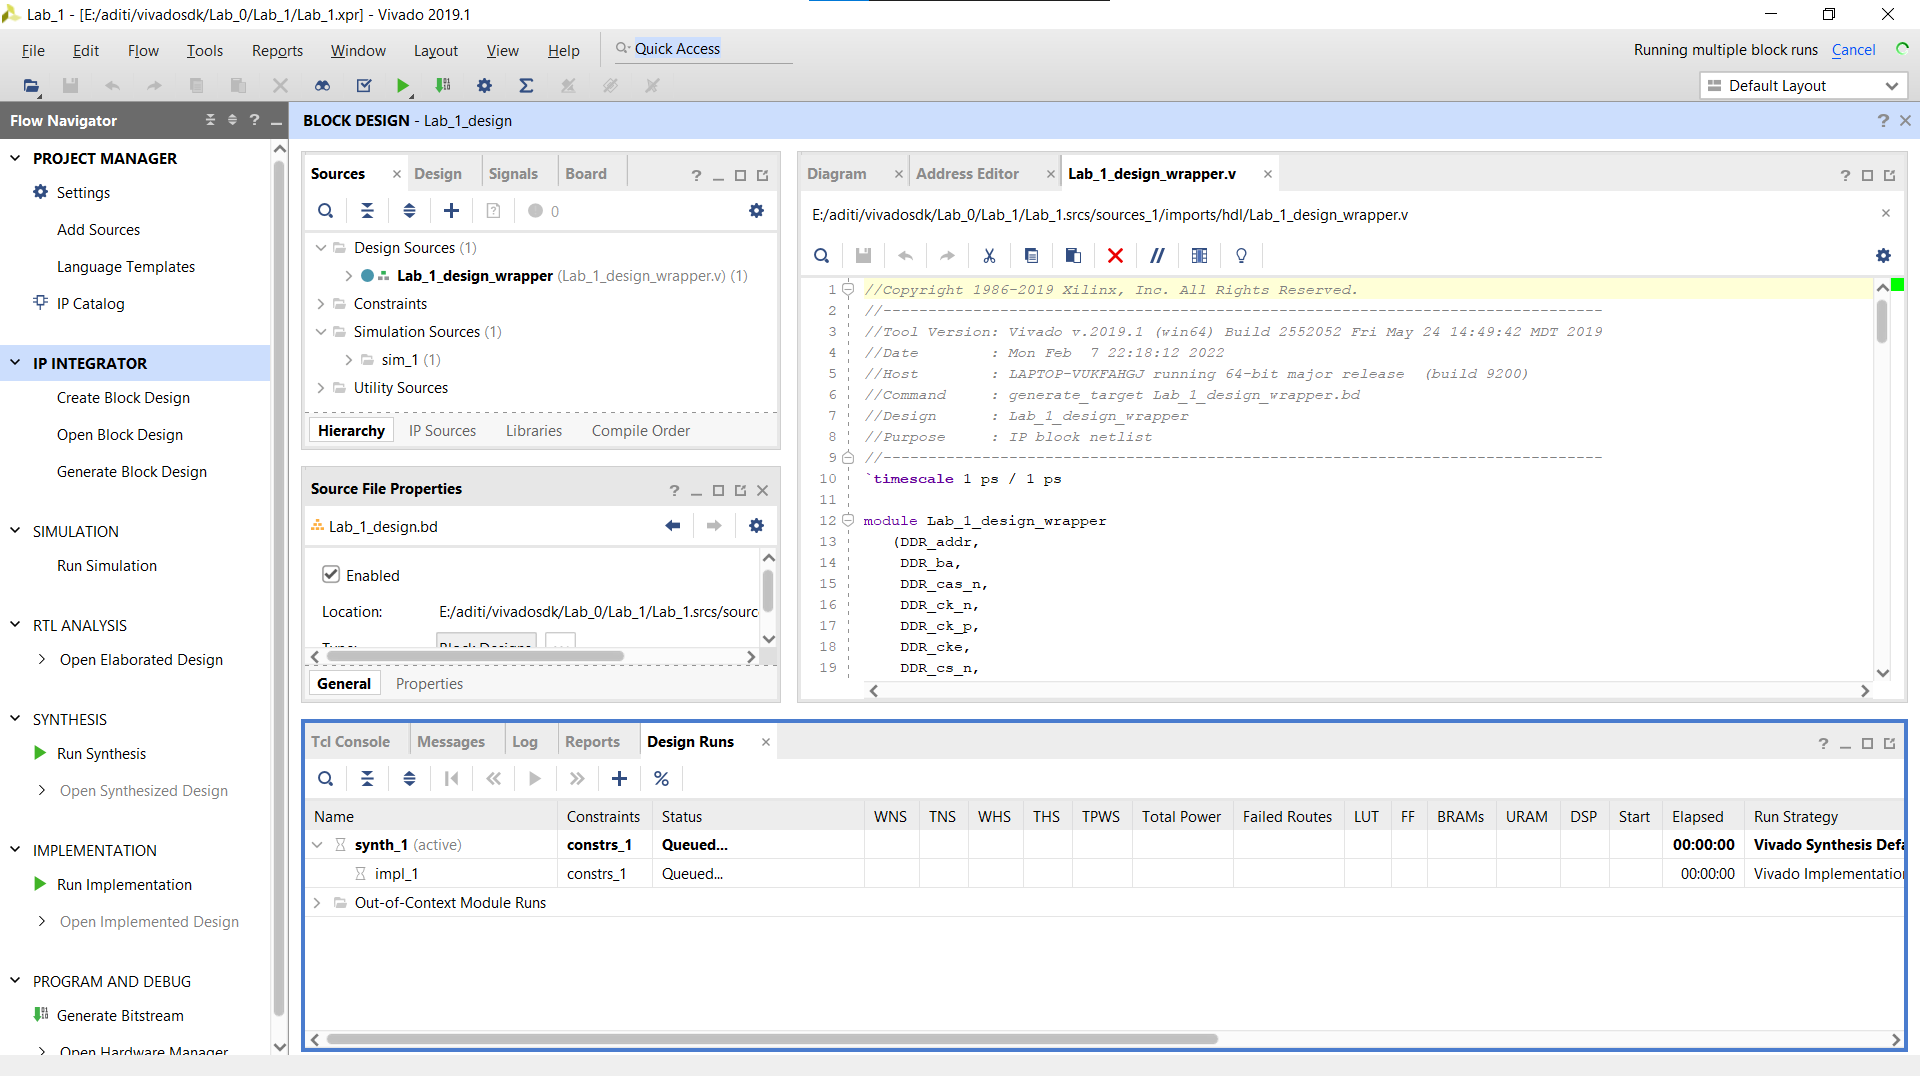 Lab_1 - [E:/aditi/vivadosdk/Lab_0/Lab_1/Lab_1.xpr] - Vivado 2019.1
File Edit Flow Tools Reports Window Layout View Help Quick Access
Running multiple block runs Cancel
Default Layout
Flow Navigator
PROJECT MANAGER
Settings
Add Sources
Language Templates
IP Catalog
IP INTEGRATOR
Create Block Design
Open Block Design
Generate Block Design
SIMULATION
Run Simulation
RTL ANALYSIS
Open Elaborated Design
SYNTHESIS
Run Synthesis
Open Synthesized Design
IMPLEMENTATION
Run Implementation
Open Implemented Design
PROGRAM AND DEBUG
Generate Bitstream
Open Hardware Manager
BLOCK DESIGN - Lab_1_design
Sources Design Signals Board
0
Design Sources (1)
Lab_1_design_wrapper (Lab_1_design_wrapper.v) (1)
Constraints
Simulation Sources (1)
sim_1 (1)
Utility Sources
Hierarchy IP Sources Libraries Compile Order
Source File Properties
Lab_1_design.bd
Enabled
Location: E:/aditi/vivadosdk/Lab_0/Lab_1/Lab_1.srcs/sourc
Type: Block Designs
General Properties
Diagram Address Editor Lab_1_design_wrapper.v
E:/aditi/vivadosdk/Lab_0/Lab_1/Lab_1.srcs/sources_1/imports/hdl/Lab_1_design_wrapper.v
1 //Copyright 1986-2019 Xilinx, Inc. All Rights Reserved.
2 //--------------------------------------------------------------------------------
3 //Tool Version: Vivado v.2019.1 (win64) Build 2552052 Fri May 24 14:49:42 MDT 2019
4 //Date        : Mon Feb  7 22:18:12 2022
5 //Host        : LAPTOP-VUKFAHGJ running 64-bit major release  (build 9200)
6 //Command     : generate_target Lab_1_design_wrapper.bd
7 //Design      : Lab_1_design_wrapper
8 //Purpose     : IP block netlist
9 //--------------------------------------------------------------------------------
10 `timescale 1 ps / 1 ps
11
12 module Lab_1_design_wrapper
13 (DDR_addr,
14 DDR_ba,
15 DDR_cas_n,
16 DDR_ck_n,
17 DDR_ck_p,
18 DDR_cke,
19 DDR_cs_n,
Tcl Console Messages Log Reports Design Runs
Name Constraints Status WNS TNS WHS THS TPWS Total Power Failed Routes LUT FF BRAMs URAM DSP Start Elapsed Run Strategy
synth_1 (active) constrs_1 Queued... 00:00:00 Vivado Synthesis Defa
impl_1 constrs_1 Queued... 00:00:00 Vivado Implementatio
Out-of-Context Module Runs